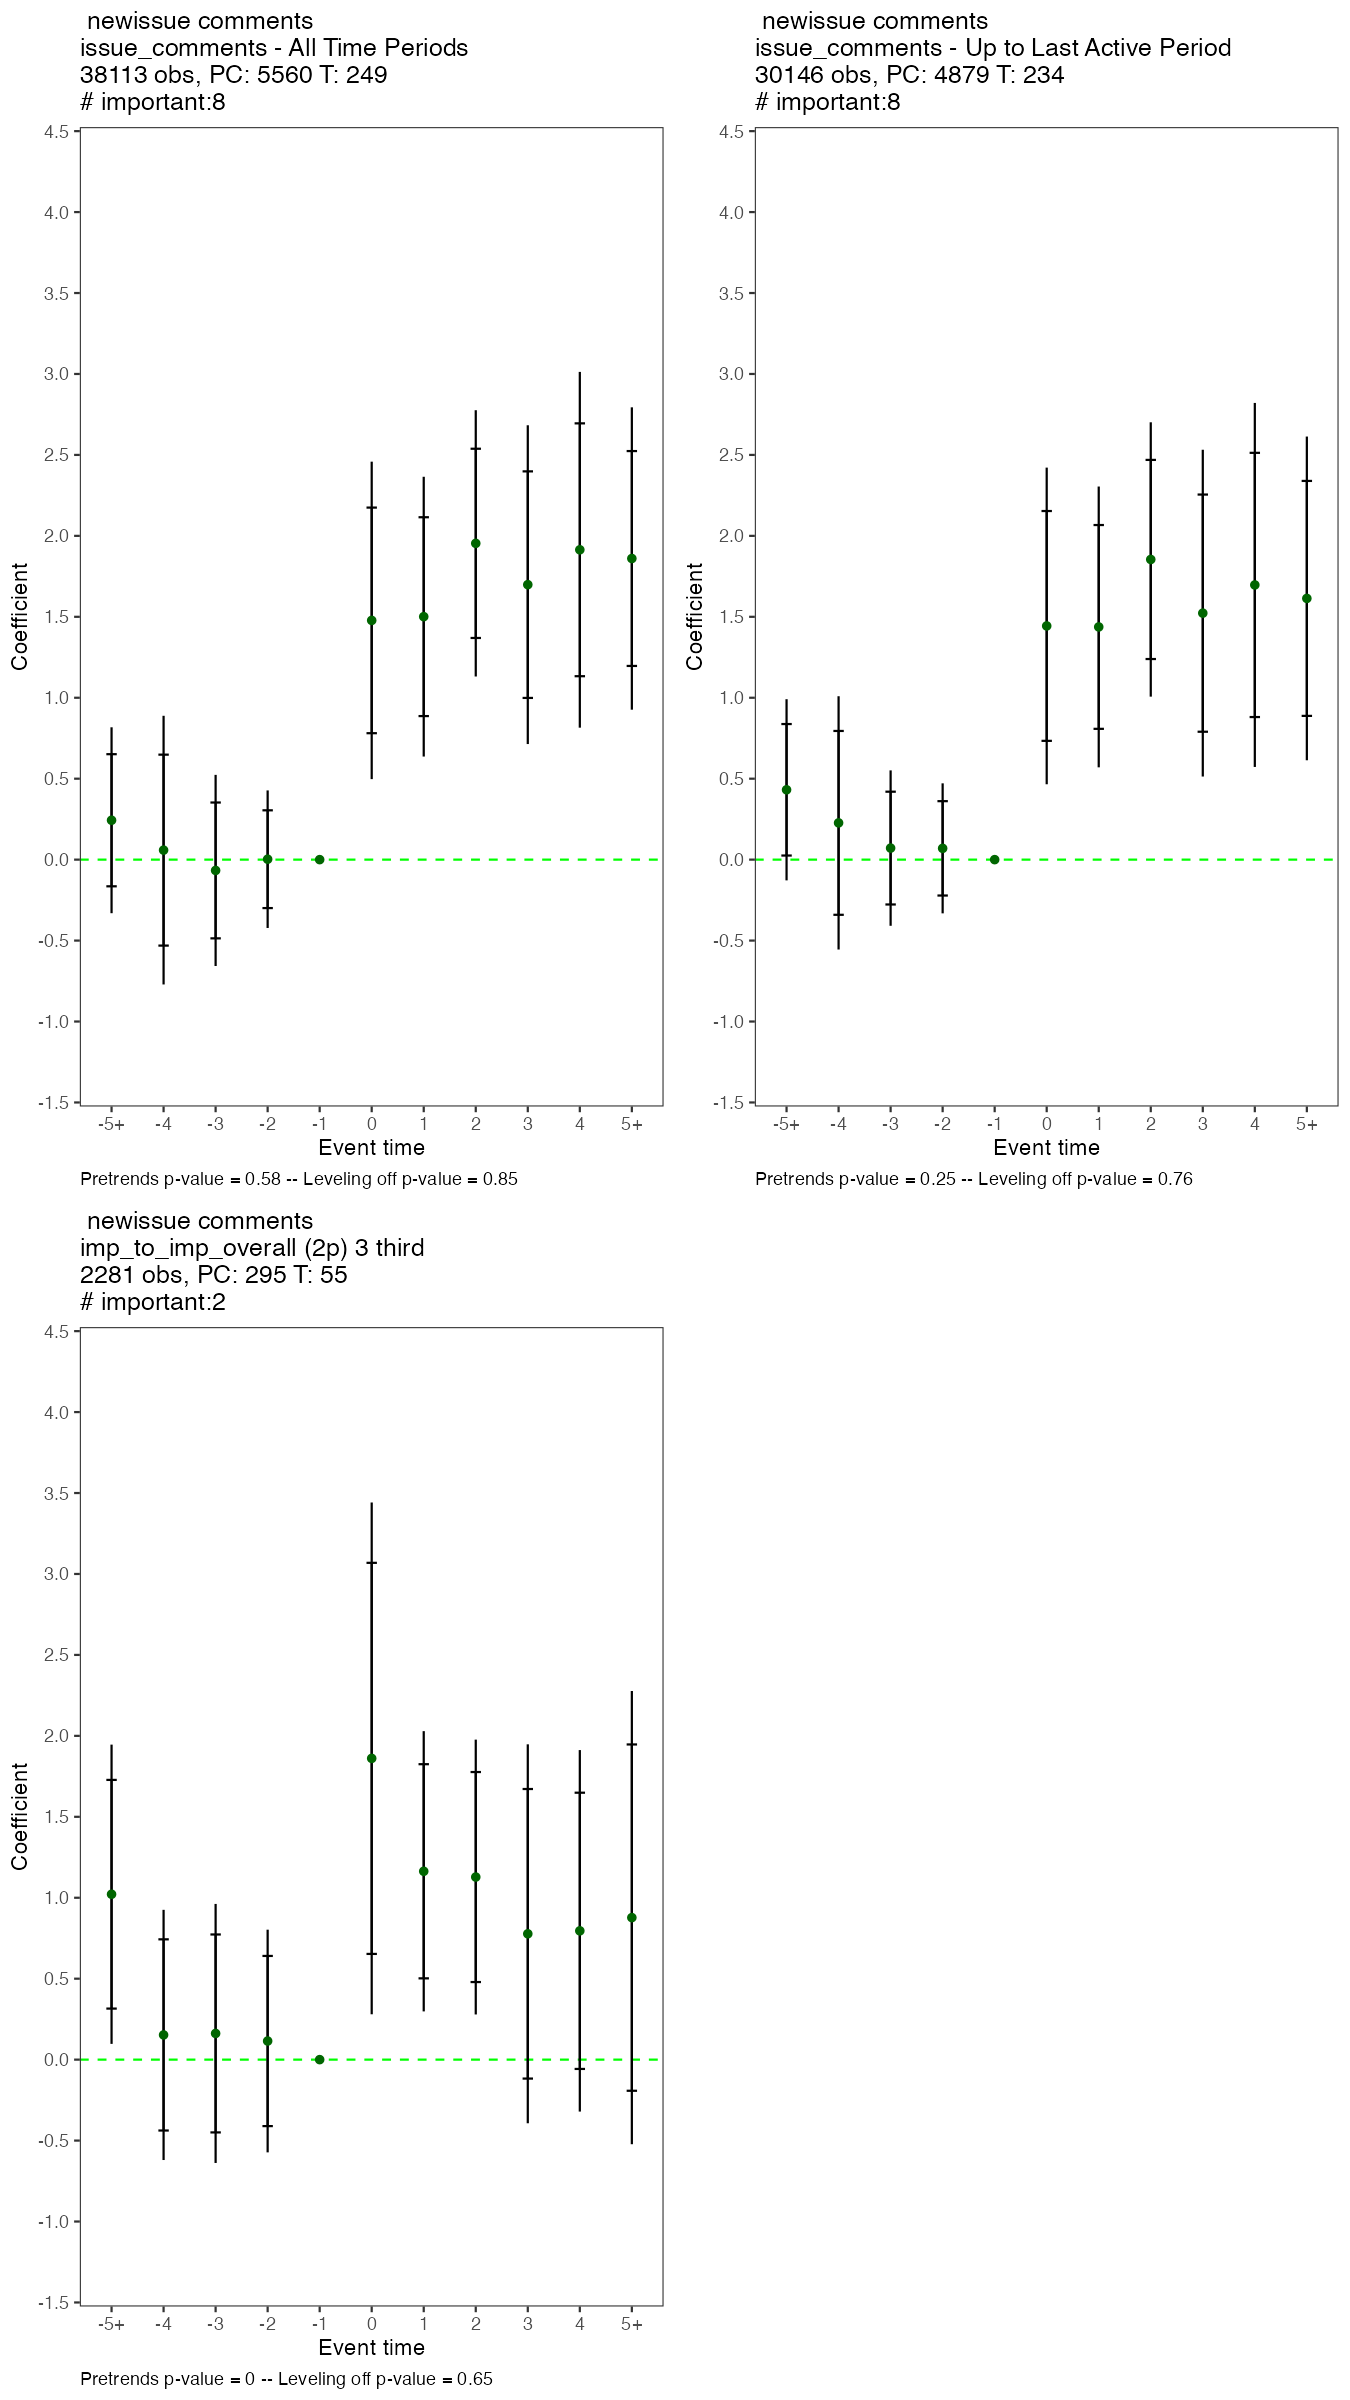 newissue comments
issue_comments - All Time Periods
38113 obs, PC: 5560 T: 249
# important:8
4.5
4.0
3.5
3.0
2.5
2.0
1.5
1.0
0.5
0.0
-0.5
-1.0
-1.5
Coefficient
-5+ -4 -3 -2 -1 0 1 2 3 4 5+
Event time
Pretrends p-value = 0.58 -- Leveling off p-value = 0.85
newissue comments
issue_comments - Up to Last Active Period
30146 obs, PC: 4879 T: 234
# important:8
4.5
4.0
3.5
3.0
2.5
2.0
1.5
1.0
0.5
0.0
-0.5
-1.0
-1.5
Coefficient
-5+ -4 -3 -2 -1 0 1 2 3 4 5+
Event time
Pretrends p-value = 0.25 -- Leveling off p-value = 0.76
newissue comments
imp_to_imp_overall (2p) 3 third
2281 obs, PC: 295 T: 55
# important:2
4.5
4.0
3.5
3.0
2.5
2.0
1.5
1.0
0.5
0.0
-0.5
-1.0
-1.5
Coefficient
-5+ -4 -3 -2 -1 0 1 2 3 4 5+
Event time
Pretrends p-value = 0 -- Leveling off p-value = 0.65